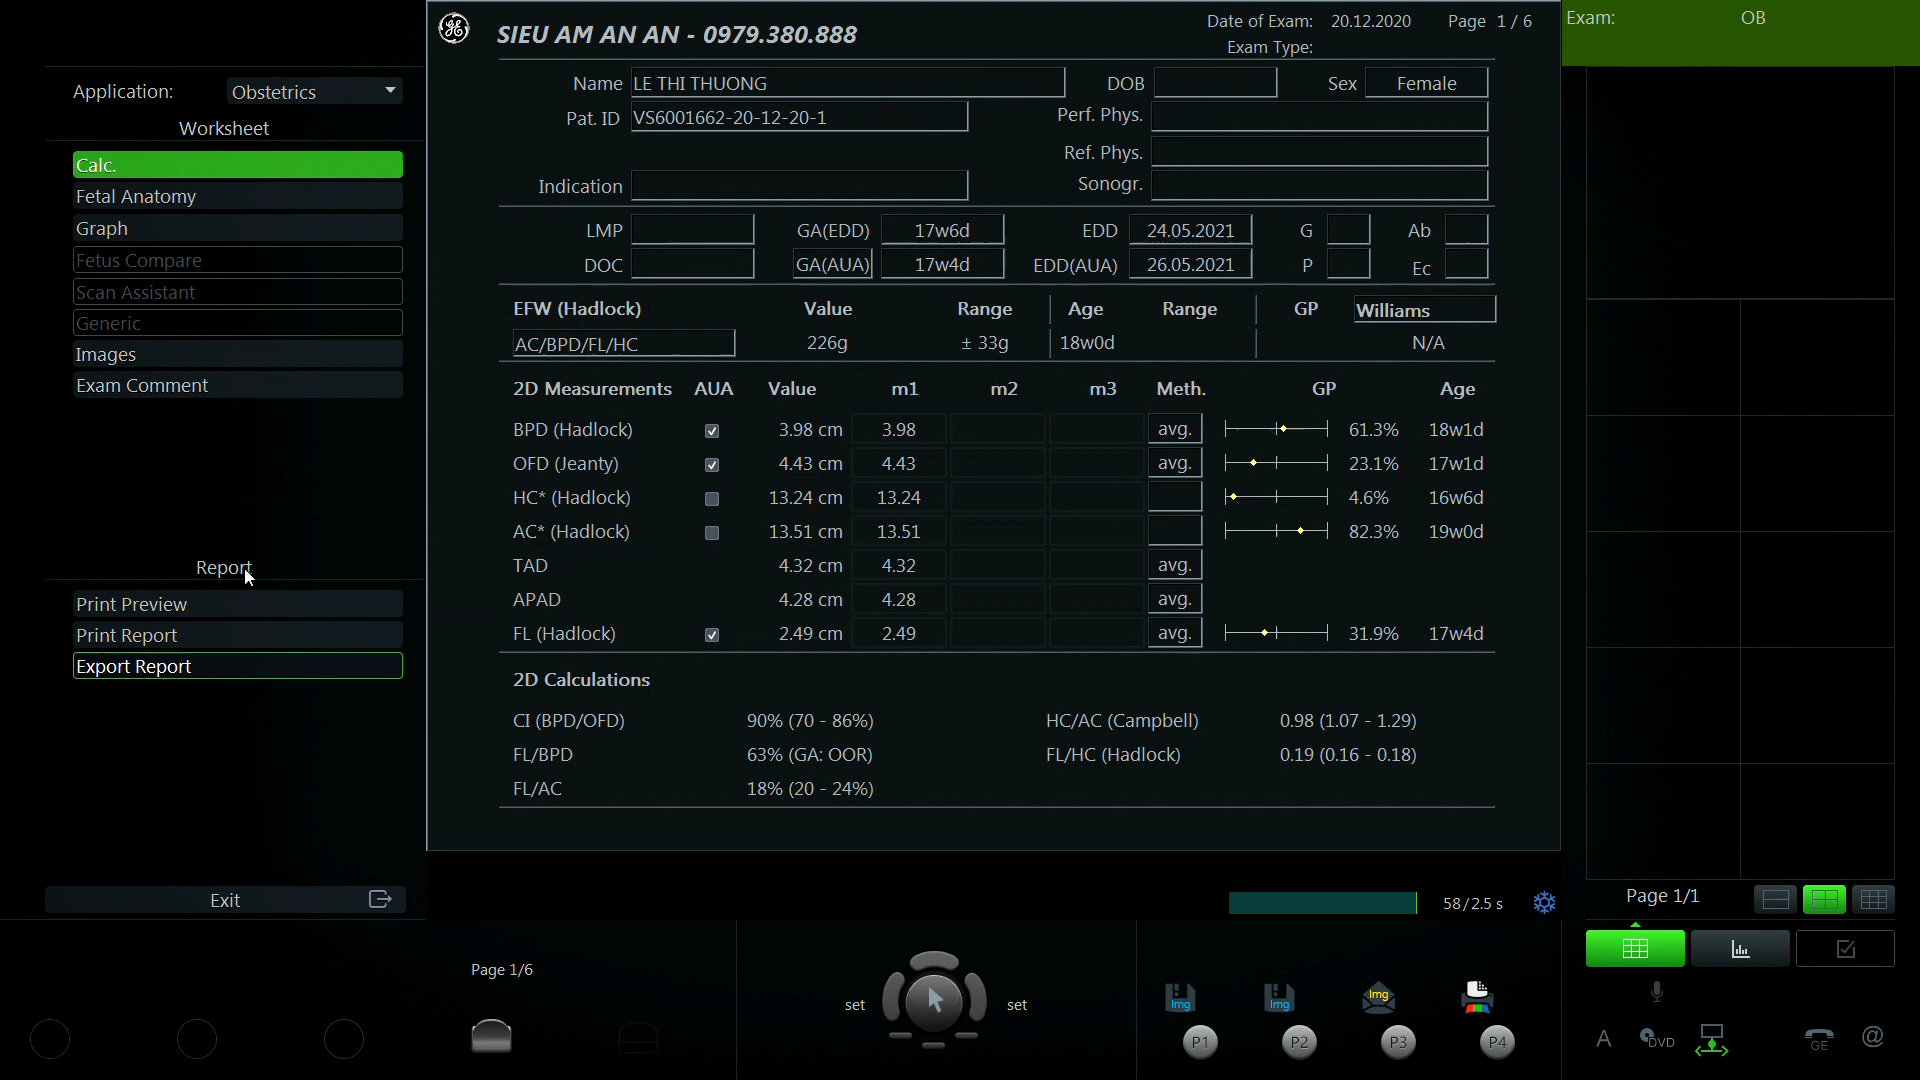 SIEU AM AN AN - 0979.380.888
Date of Exam: 20.12.2020 Page 1 / 6
Exam Type:
Exam: OB
Application: Obstetrics
Worksheet
Calc.
Fetal Anatomy
Graph
Fetus Compare
Scan Assistant
Generic
Images
Exam Comment
Report
Print Preview
Print Report
Export Report
Exit
Name LE THI THUONG DOB Sex Female
Pat. ID VS6001662-20-12-20-1 Perf. Phys.
Ref. Phys.
Indication Sonogr.
LMP GA(EDD) 17w6d EDD 24.05.2021 G Ab
DOC GA(AUA) 17w4d EDD(AUA) 26.05.2021 P Ec
EFW (Hadlock) Value Range Age Range GP Williams
AC/BPD/FL/HC 226g ± 33g 18w0d N/A
2D Measurements AUA Value m1 m2 m3 Meth. GP Age
BPD (Hadlock) 3.98 cm 3.98 avg. 61.3% 18w1d
OFD (Jeanty) 4.43 cm 4.43 avg. 23.1% 17w1d
HC* (Hadlock) 13.24 cm 13.24 4.6% 16w6d
AC* (Hadlock) 13.51 cm 13.51 82.3% 19w0d
TAD 4.32 cm 4.32 avg.
APAD 4.28 cm 4.28 avg.
FL (Hadlock) 2.49 cm 2.49 avg. 31.9% 17w4d
2D Calculations
CI (BPD/OFD) 90% (70 - 86%) HC/AC (Campbell) 0.98 (1.07 - 1.29)
FL/BPD 63% (GA: OOR) FL/HC (Hadlock) 0.19 (0.16 - 0.18)
FL/AC 18% (20 - 24%)
58/2.5 s
Page 1/1
Page 1/6
set set
Img Img Img
P1 P2 P3 P4
A DVD GE @